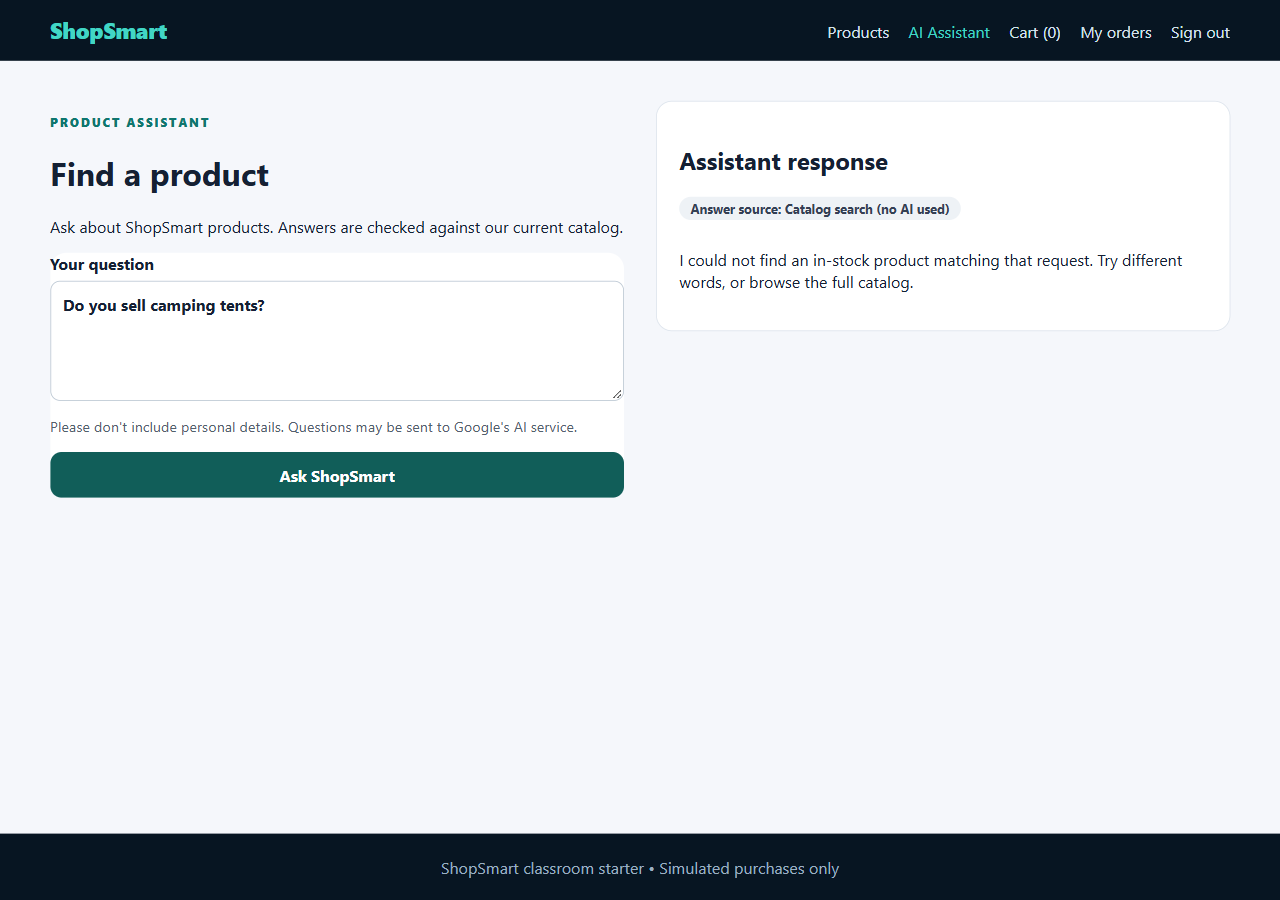 ShopSmart
Products AI Assistant Cart (0) My orders Sign out
PRODUCT ASSISTANT
Find a product
Ask about ShopSmart products. Answers are checked against our current catalog.
Your question
Do you sell camping tents?
Please don't include personal details. Questions may be sent to Google's AI service.
Ask ShopSmart
Assistant response
Answer source: Catalog search (no AI used)
I could not find an in-stock product matching that request. Try different
words, or browse the full catalog.
ShopSmart classroom starter • Simulated purchases only